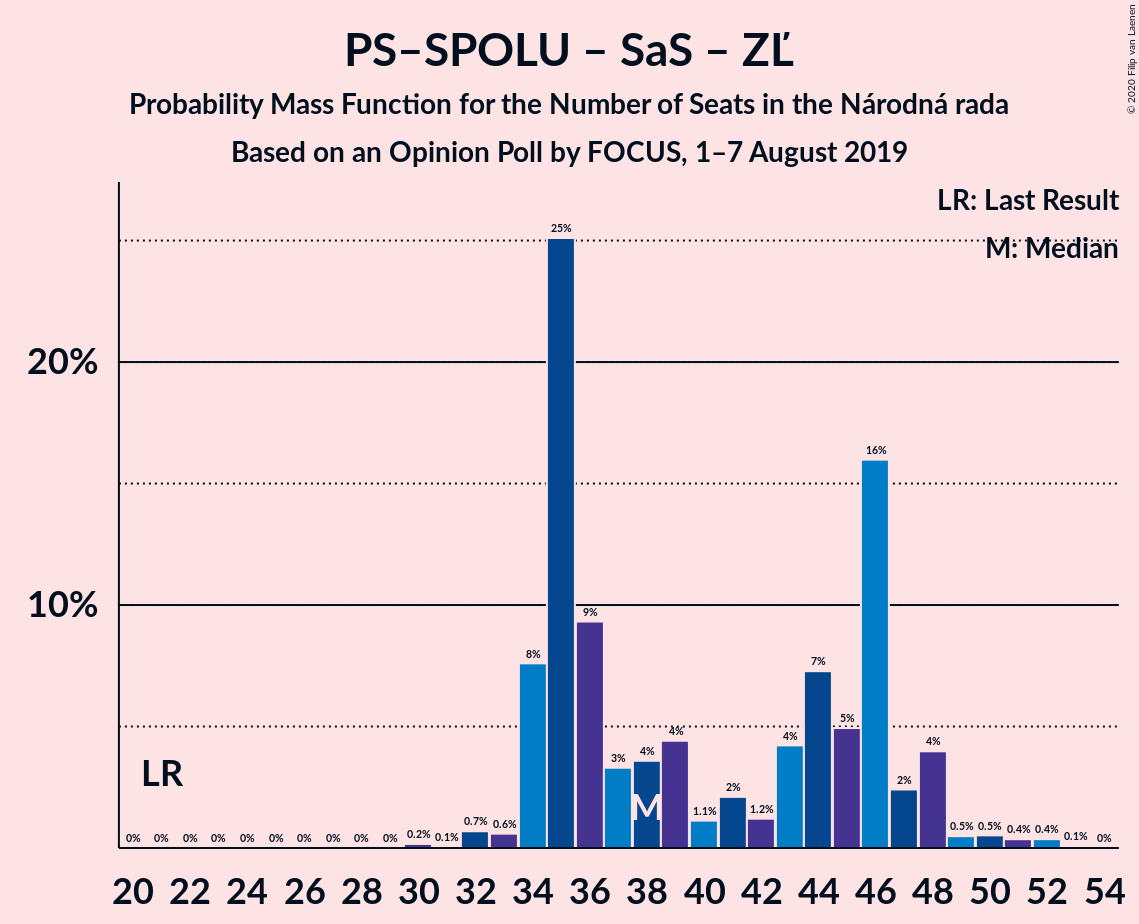 PS–SPOLU – SaS – ZĽ
Probability Mass Function for the Number of Seats in the Národná rada
Based on an Opinion Poll by FOCUS, 1–7 August 2019
© 2020 Filip van Laenen
LR: Last Result
M: Median
20%
10%
LR
M
0% 0% 0% 0% 0% 0% 0% 0% 0% 0% 0.2% 0.1% 0.7% 0.6% 8% 25% 9% 3% 4% 4% 1.1% 2% 1.2% 4% 7% 5% 16% 2% 4% 0.5% 0.5% 0.4% 0.4% 0.1% 0%
20 22 24 26 28 30 32 34 36 38 40 42 44 46 48 50 52 54